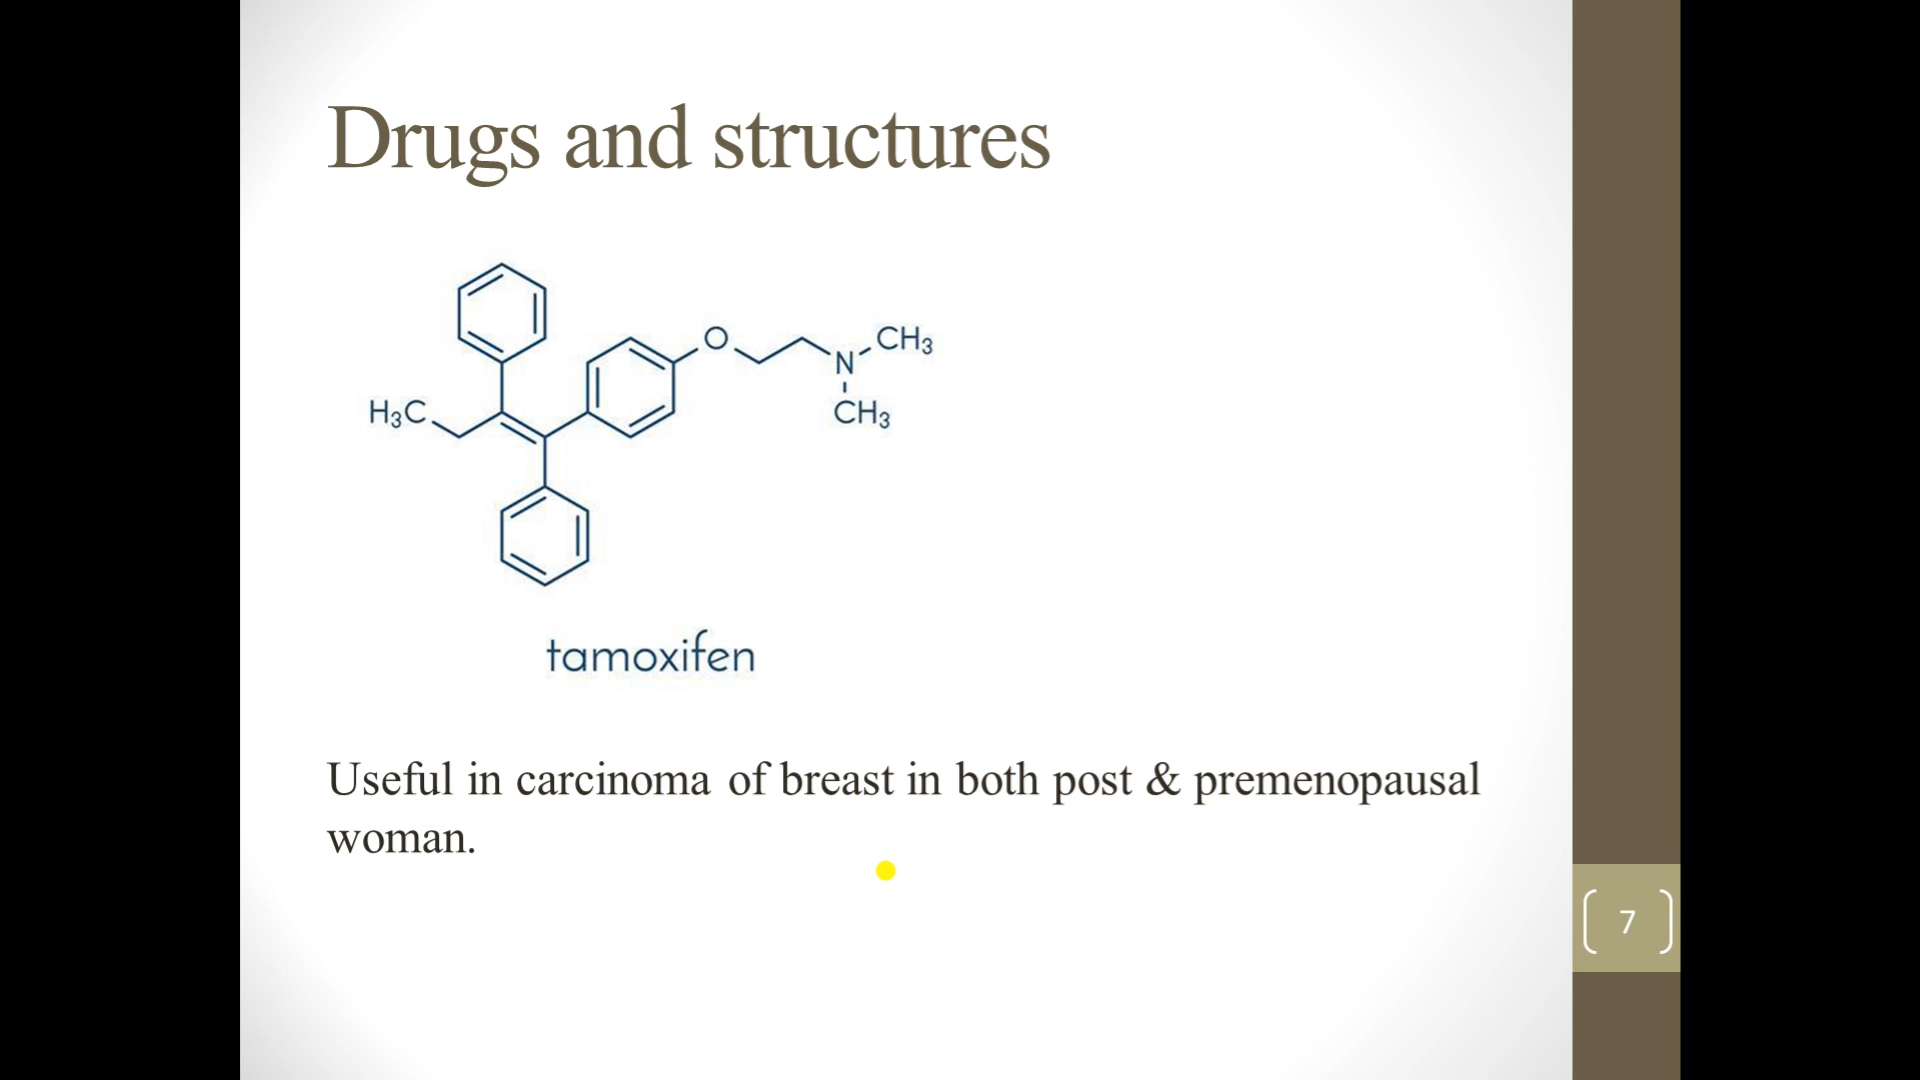 Drugs and structures
O
CH3
N
H3C
CH3
tamoxifen
Useful in carcinoma of breast in both post & premenopausal
woman.
7